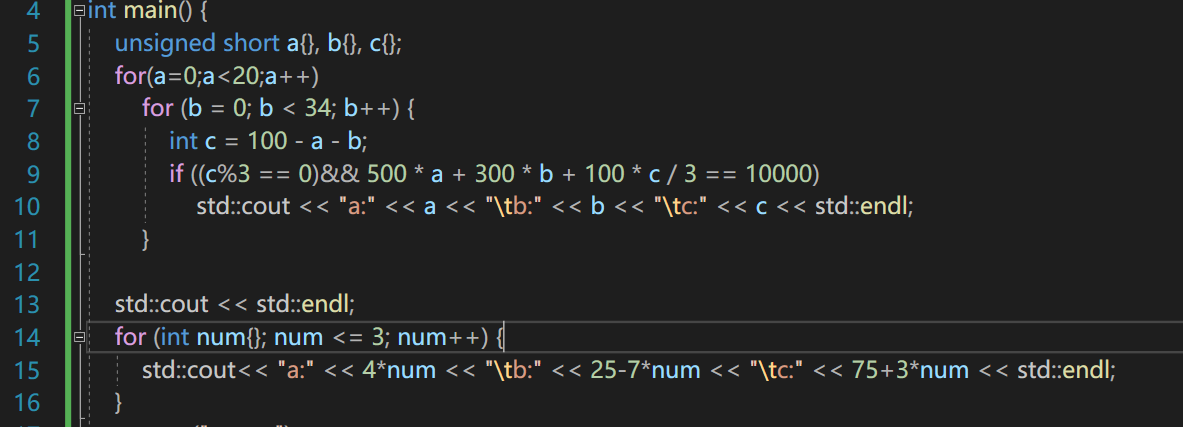 4 int main() {
5 unsigned short a{}, b{}, c{};
6 for(a=0;a<20;a++)
7 for (b = 0; b < 34; b++) {
8 int c = 100 - a - b;
9 if ((c%3 == 0)&& 500 * a + 300 * b + 100 * c / 3 == 10000)
10 std::cout << "a:" << a << "\tb:" << b << "\tc:" << c << std::endl;
11 }
12
13 std::cout << std::endl;
14 for (int num{}; num <= 3; num++) {
15 std::cout<< "a:" << 4*num << "\tb:" << 25-7*num << "\tc:" << 75+3*num << std::endl;
16 }